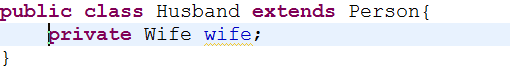 public class Husband extends Person{
    private Wife wife;
}